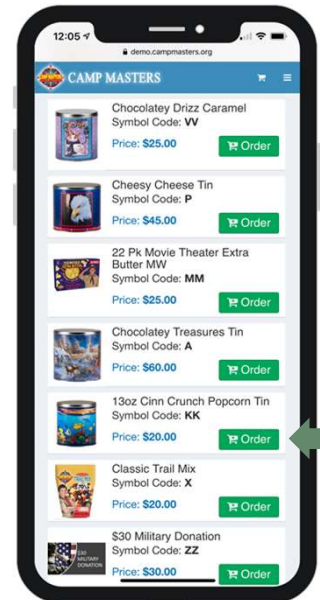 12:05
demo.campmasters.org
CAMP MASTERS
Chocolatey Drizz Caramel
Symbol Code: VV
Price: $25.00
Order
Cheesy Cheese Tin
Symbol Code: P
Price: $45.00
Order
22 Pk Movie Theater Extra
Butter MW
Symbol Code: MM
Price: $25.00
Order
Chocolatey Treasures Tin
Symbol Code: A
Price: $60.00
Order
13oz Cinn Crunch Popcorn Tin
Symbol Code: KK
Price: $20.00
Order
Classic Trail Mix
Symbol Code: X
Price: $20.00
Order
$30 Military Donation
Symbol Code: ZZ
$30
MILITARY
DONATION
Price: $30.00
Order